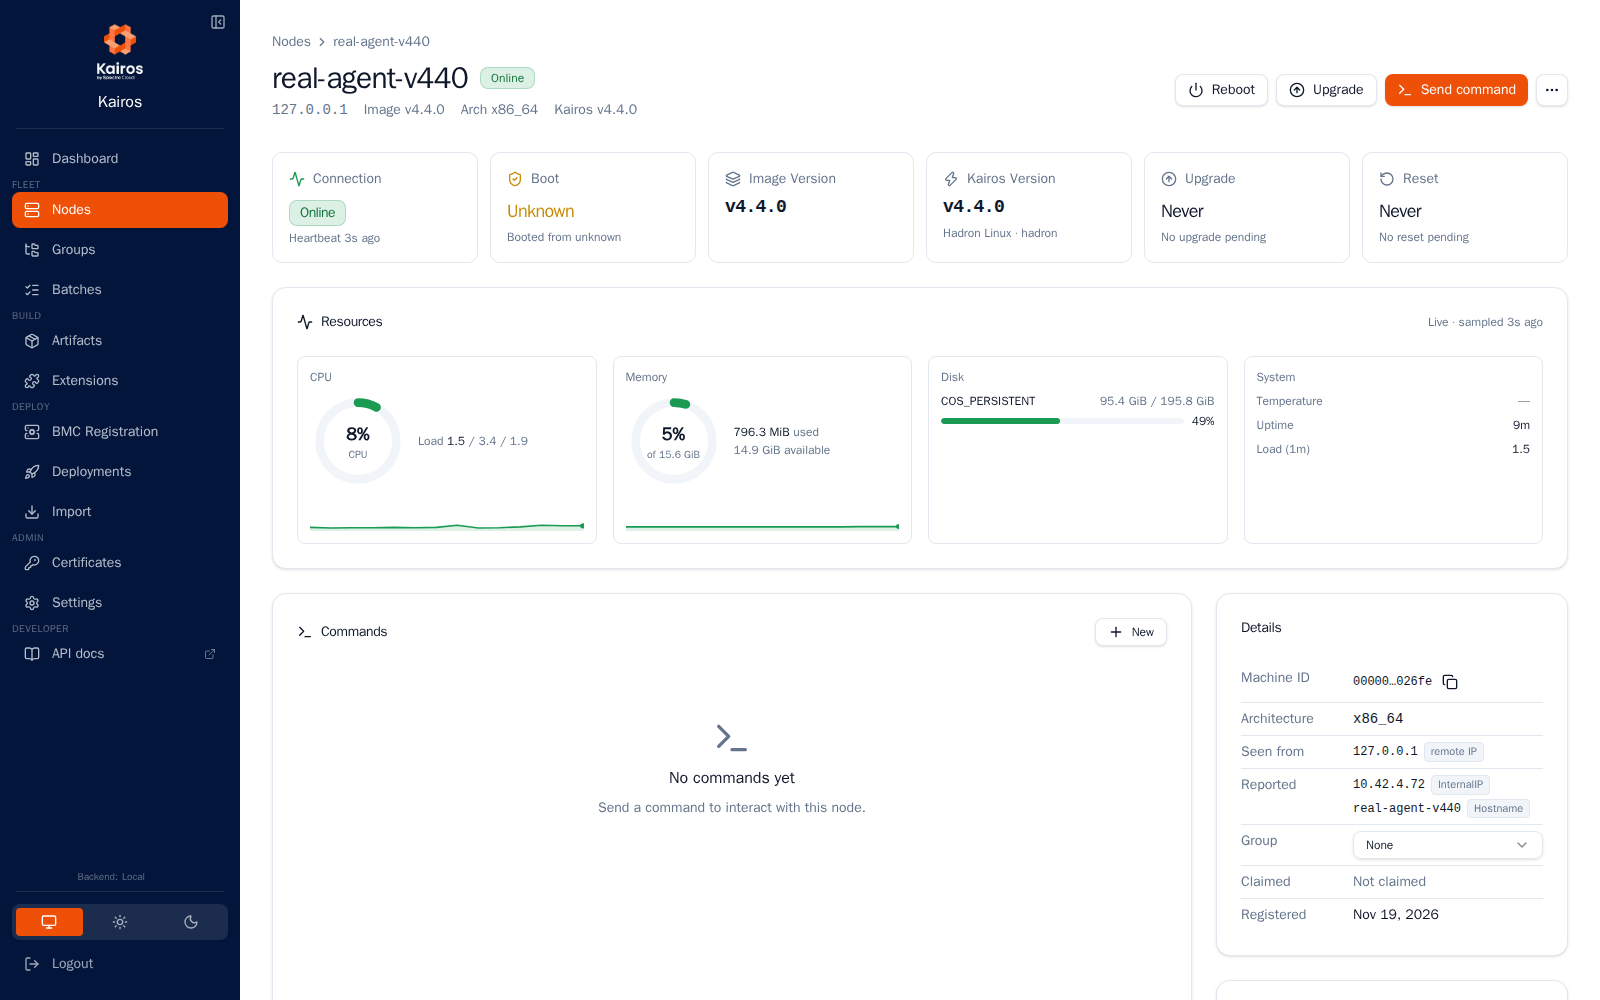 Kairos
by Spectro Cloud
Kairos
Dashboard
FLEET
Nodes
Groups
Batches
BUILD
Artifacts
Extensions
DEPLOY
BMC Registration
Deployments
Import
ADMIN
Certificates
Settings
DEVELOPER
API docs
Backend: Local
Logout
Nodes > real-agent-v440
real-agent-v440 Online
127.0.0.1 Image v4.4.0 Arch x86_64 Kairos v4.4.0
Reboot
Upgrade
Send command
Connection
Online
Heartbeat 3s ago
Boot
Unknown
Booted from unknown
Image Version
v4.4.0
Kairos Version
v4.4.0
Hadron Linux · hadron
Upgrade
Never
No upgrade pending
Reset
Never
No reset pending
Resources
Live · sampled 3s ago
CPU
8%
CPU
Load 1.5 / 3.4 / 1.9
Memory
5%
of 15.6 GiB
796.3 MiB used
14.9 GiB available
Disk
COS_PERSISTENT 95.4 GiB / 195.8 GiB
49%
System
Temperature —
Uptime 9m
Load (1m) 1.5
Commands
New
No commands yet
Send a command to interact with this node.
Details
Machine ID 00000…026fe
Architecture x86_64
Seen from 127.0.0.1 remote IP
Reported 10.42.4.72 InternalIP
real-agent-v440 Hostname
Group None
Claimed Not claimed
Registered Nov 19, 2026